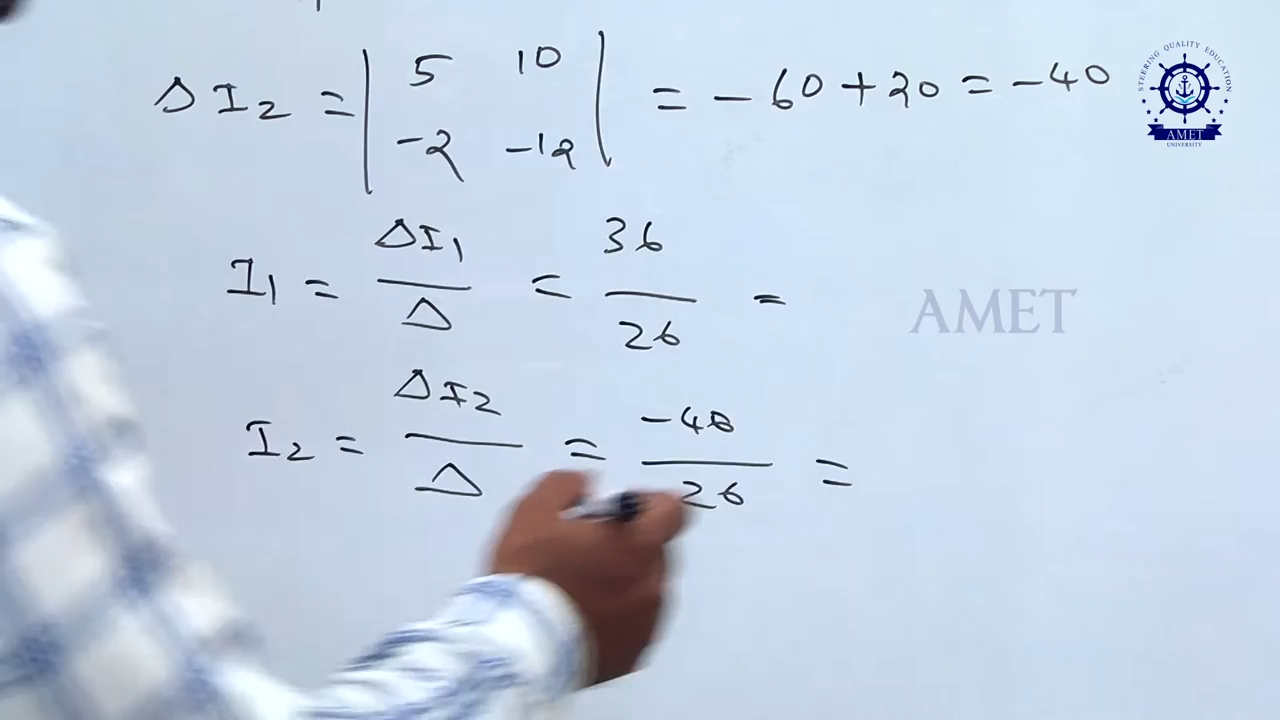 ΔI₂ = | 5 10 | = -60 + 20 = -40
| -2 -12 |
I₁ = ΔI₁/Δ = 36/26 =
I₂ = ΔI₂/Δ = -40/26 =
STEERING QUALITY EDUCATION
AMET
UNIVERSITY
AMET